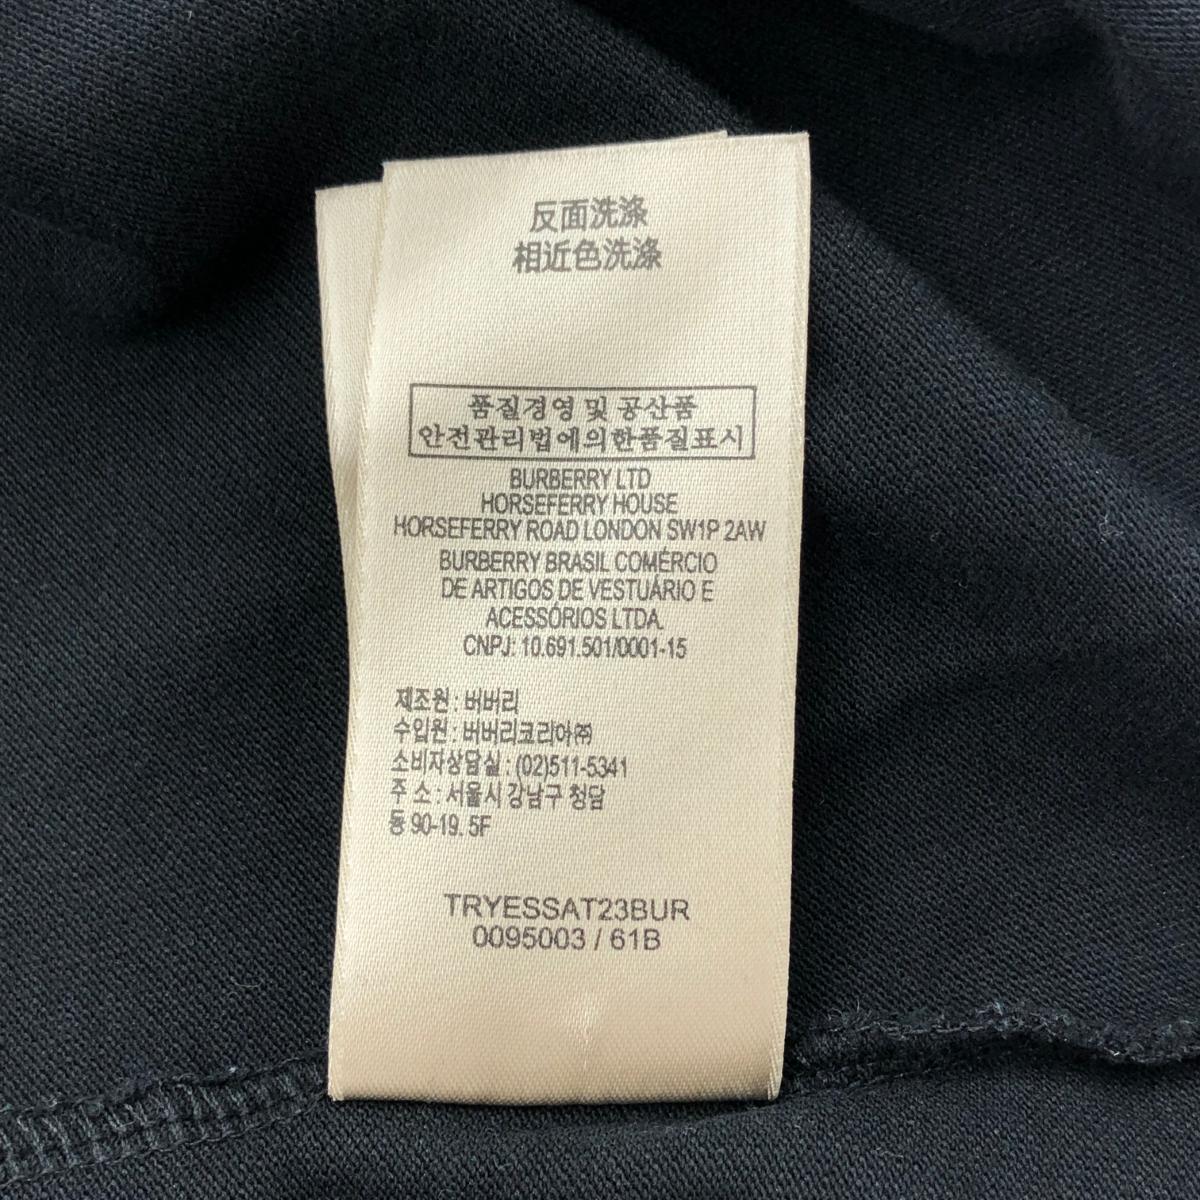 反面洗涤
相近色洗涤
품질경영 및 공산품
안전관리법에의한품질표시
BURBERRY LTD
HORSEFERRY HOUSE
HORSEFERRY ROAD LONDON SW1P 2AW
BURBERRY BRASIL COMÉRCIO
DE ARTIGOS DE VESTUÁRIO E
ACESSÓRIOS LTDA.
CNPJ: 10.691.501/0001-15
제조원 : 버버리
수입원 : 버버리코리아㈜
소비자상담실 : (02)511-5341
주 소 : 서울시 강남구 청담
동 90-19. 5F
TRYESSAT23BUR
0095003 / 61B